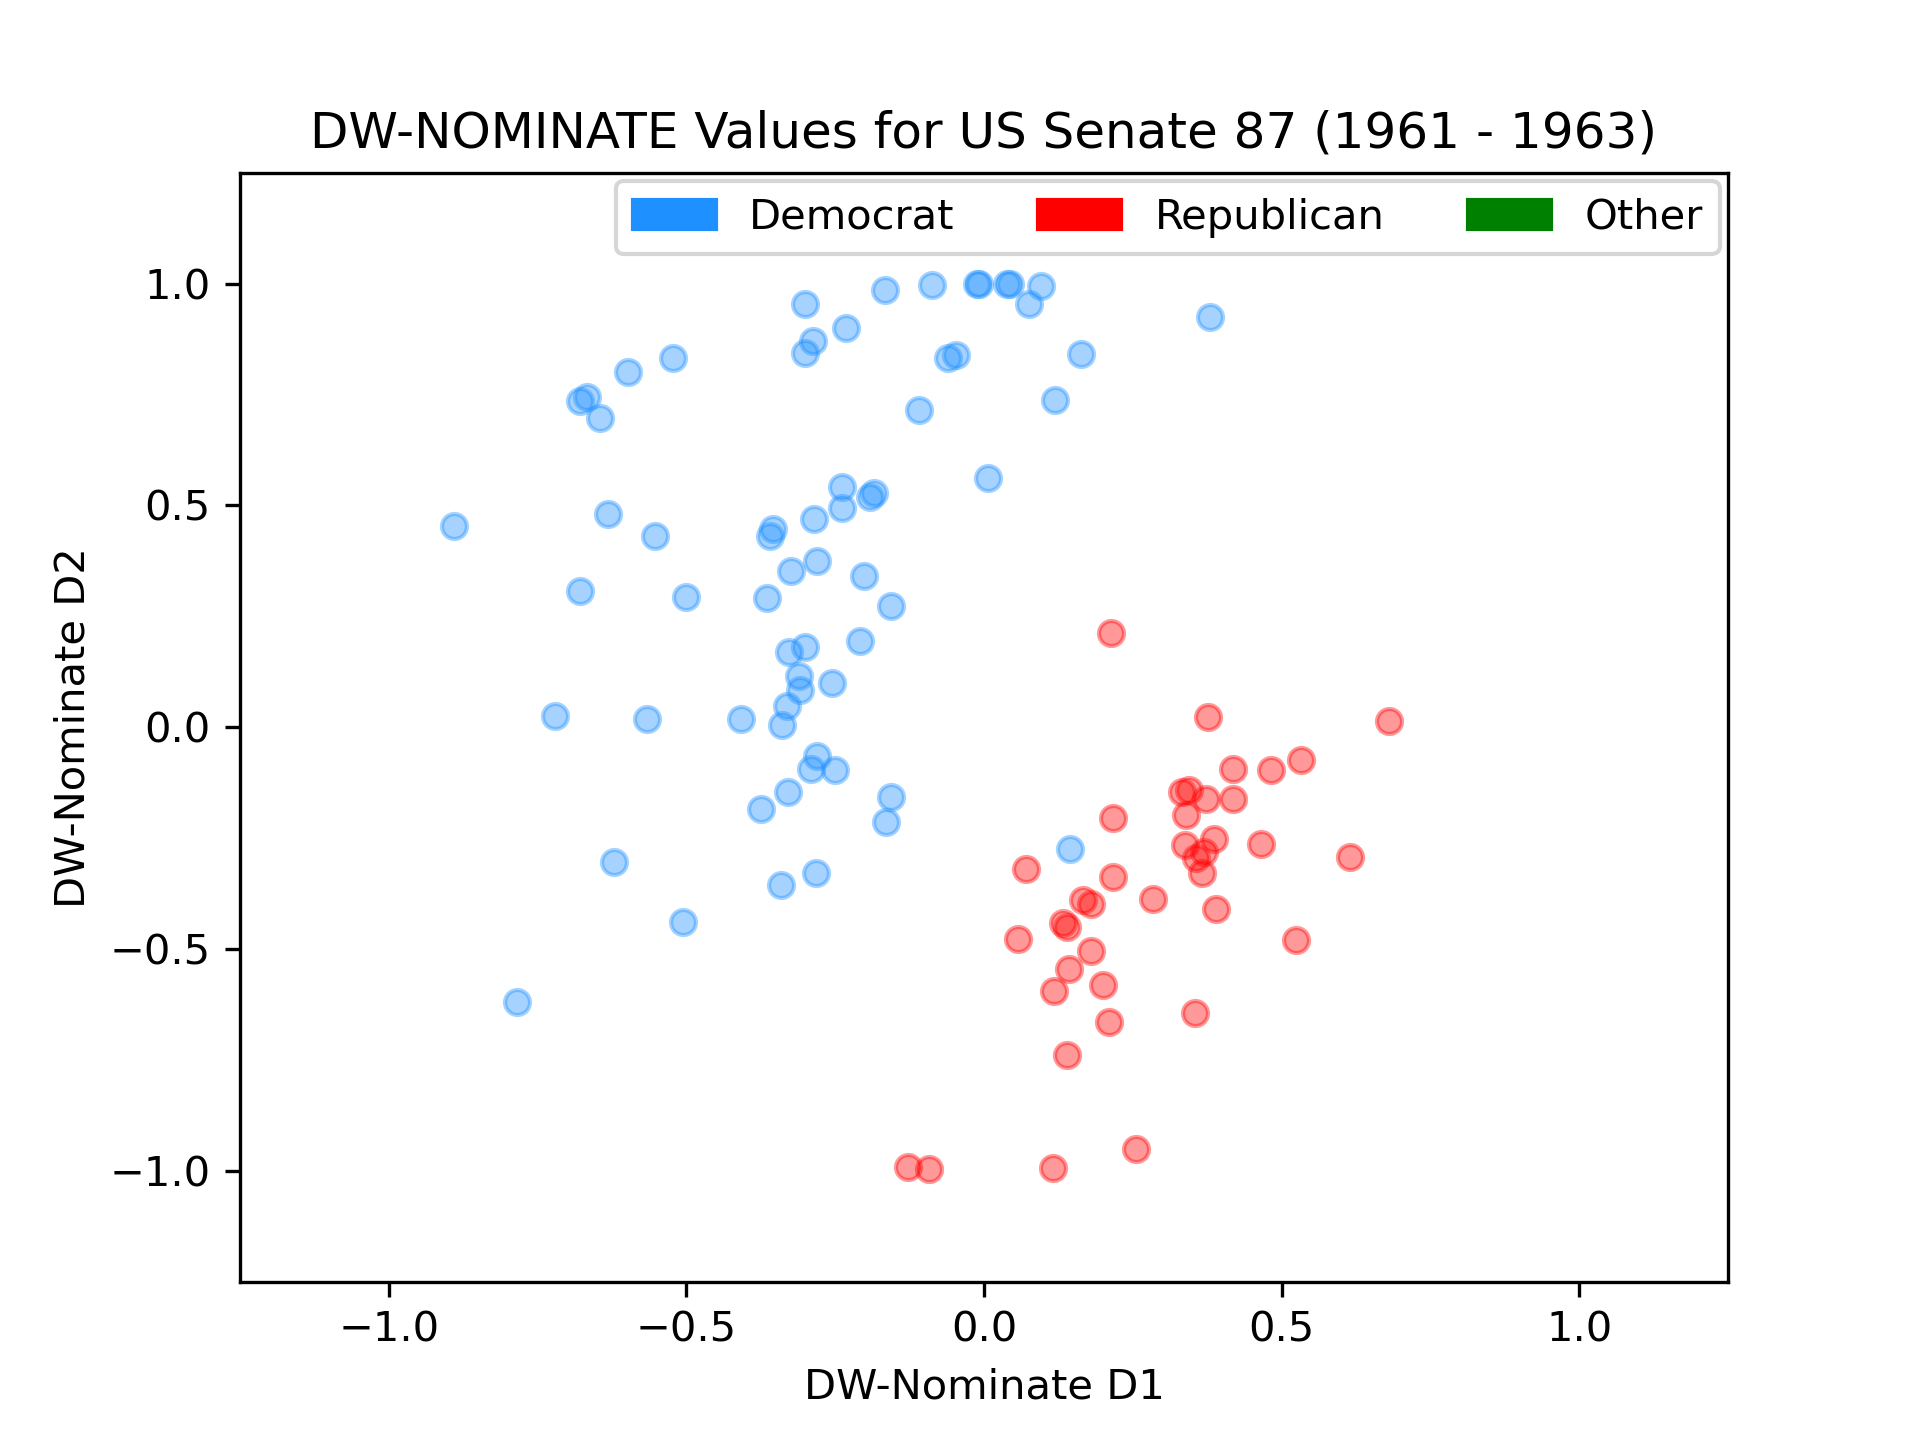 DW-NOMINATE Values for US Senate 87 (1961 - 1963)
Democrat Republican Other
1.0
0.5
0.0
−0.5
−1.0
DW-Nominate D2
−1.0 −0.5 0.0 0.5 1.0
DW-Nominate D1